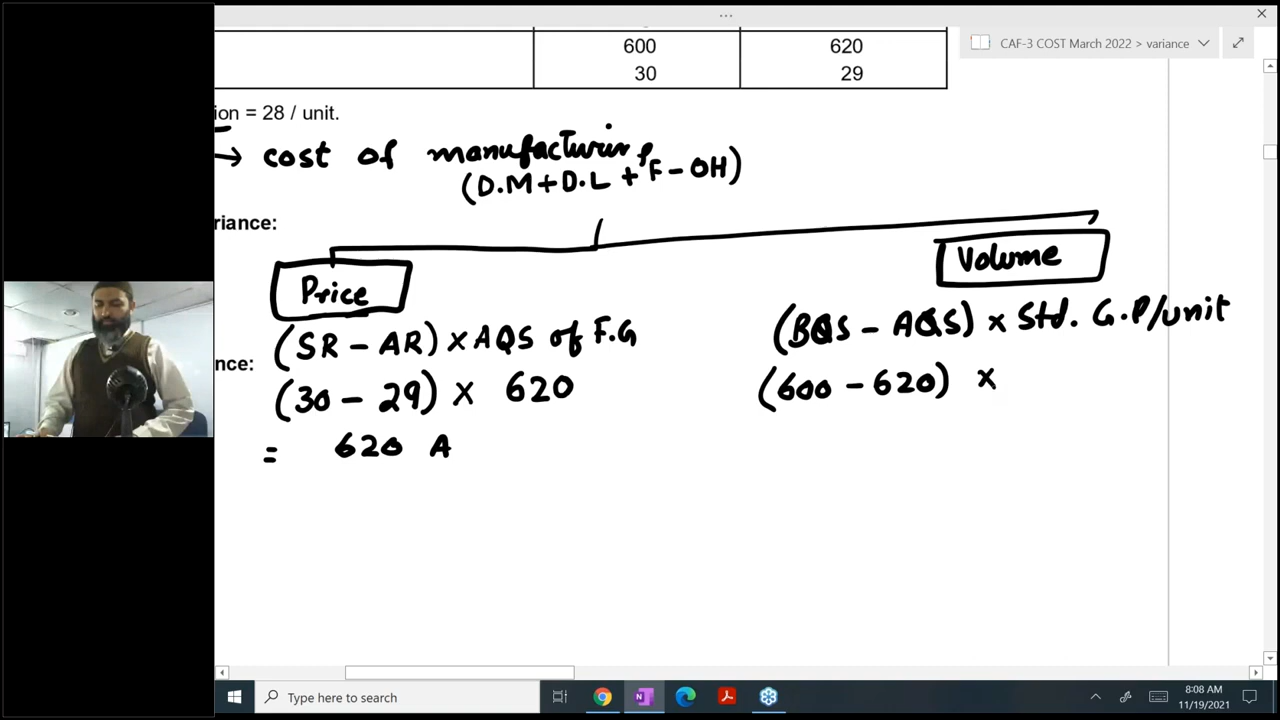 CAF-3 COST March 2022 > variance
600 620
30 29
ion = 28 / unit.
→ cost of manufacturing
(D.M + D.L + F-OH)
riance:
Price Volume
(SR - AR) × AQS of F.G (BQS - AQS) × Std. G.P/unit
nce:
(30 - 29) × 620 (600 - 620) ×
= 620 A
Type here to search
8:08 AM
11/19/2021